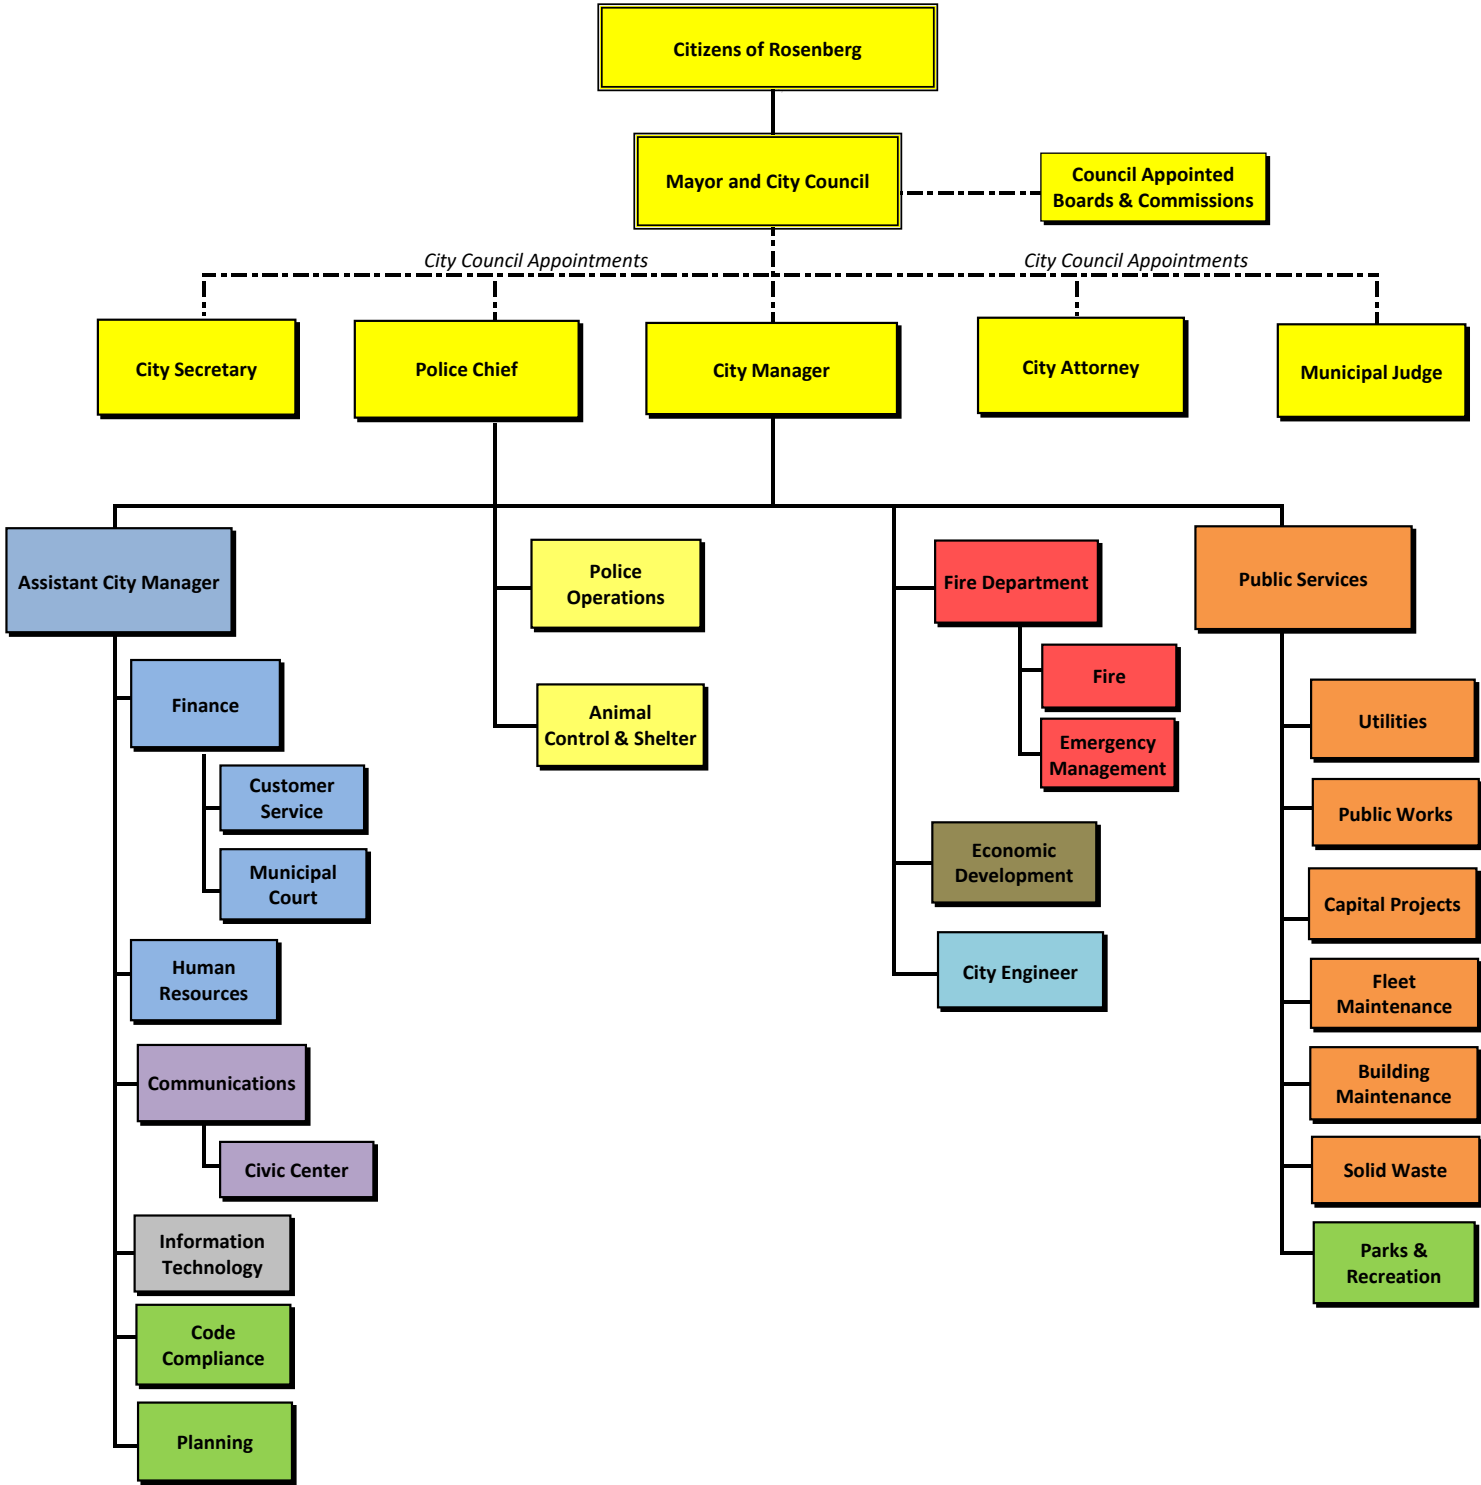 Citizens of Rosenberg
Mayor and City Council
Council Appointed
Boards & Commissions
City Council Appointments
City Council Appointments
City Secretary
Police Chief
City Manager
City Attorney
Municipal Judge
Assistant City Manager
Finance
Customer
Service
Municipal
Court
Human
Resources
Communications
Civic Center
Information
Technology
Code
Compliance
Planning
Police
Operations
Animal
Control & Shelter
Fire Department
Fire
Emergency
Management
Economic
Development
City Engineer
Public Services
Utilities
Public Works
Capital Projects
Fleet
Maintenance
Building
Maintenance
Solid Waste
Parks &
Recreation